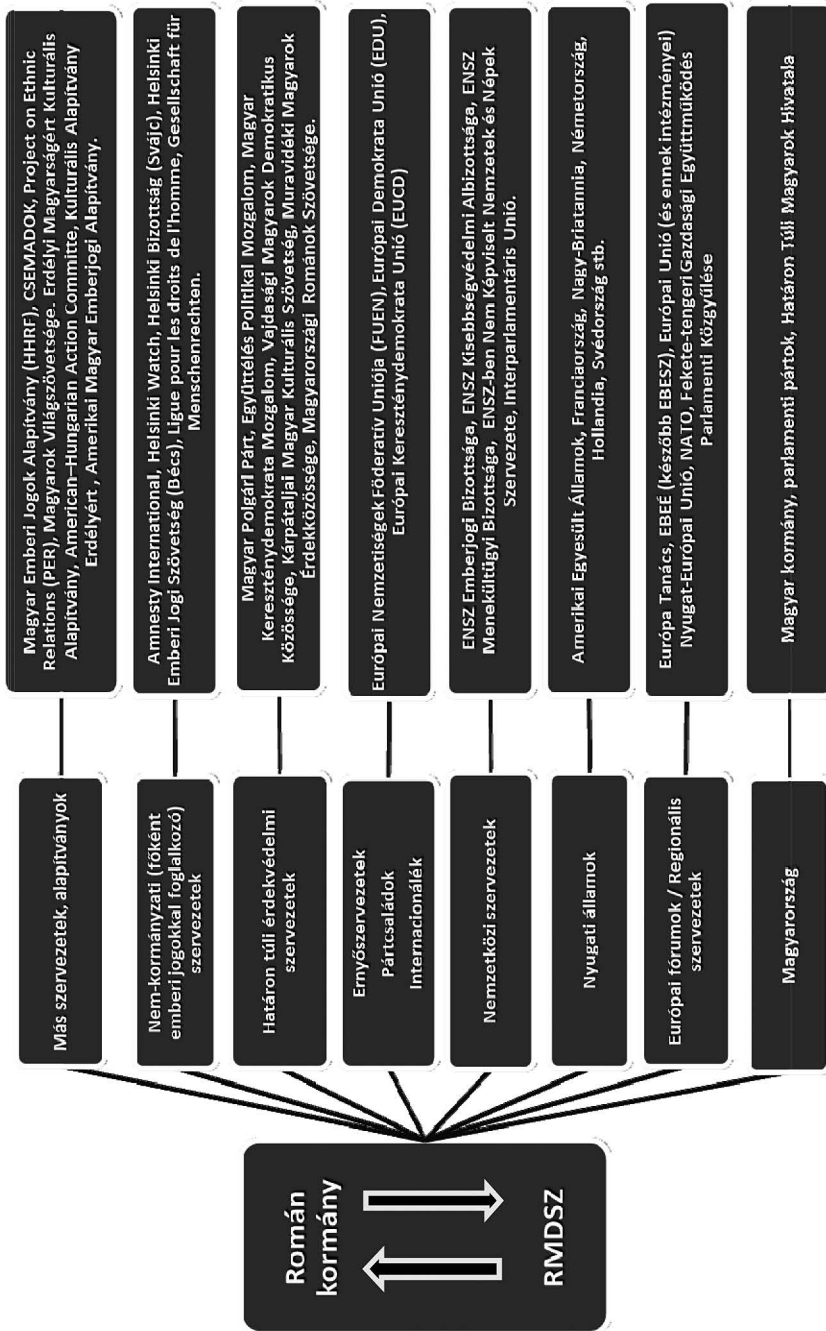 Román
kormány
RMDSZ
Más szervezetek, alapítványok
Magyar Emberi Jogok Alapítvány (HHRF), CSEMADOK, Project on Ethnic
Relations (PER), Magyarok Világszövetsége. Erdélyi Magyarságért Kulturális
Alapítvány, American–Hungarian Action Committe, Kulturális Alapítvány
Erdélyért , Amerikai Magyar Emberjogi Alapítvány.
Nem-kormányzati (főként
emberi jogokkal foglalkozó)
szervezetek
Amnesty International, Helsinki Watch, Helsinki Bizottság (Svájc), Helsinki
Emberi Jogi Szövetség (Bécs), Ligue pour les droits de l'homme, Gesellschaft für
Menschenrechten.
Határon túli érdekvédelmi
szervezetek
Magyar Polgárl Párt, Együttélés Politikal Mozgalom, Magyar
Kereszténydemokrata Mozgalom, Vajdasági Magyarok Demokratikus
Közössége, Kárpátaljai Magyar Kulturális Szövetség, Muravidéki Magyarok
Érdekközössége, Magyarországi Románok Szövetsége.
Ernyőszervezetek
Pártcsaládok
Internacionálék
Európai Nemzetiségek Föderatív Uniója (FUEN), Európai Demokrata Unió (EDU),
Európai Kereszténydemokrata Unió (EUCD)
Nemzetközi szervezetek
ENSZ Emberjogi Bizottsága, ENSZ Kisebbségvédelmi Albizottsága, ENSZ
Menekültügyi Bizottsága, ENSZ-ben Nem Képviselt Nemzetek és Népek
Szervezete, Interparlamentáris Unió.
Nyugati államok
Amerikai Egyesült Államok, Franciaország, Nagy-Briatannia, Németország,
Hollandia, Svédország stb.
Európai fórumok / Regionális
szervezetek
Európa Tanács, EBEÉ (később EBESZ), Európai Unió (és ennek intézményei)
Nyugat-Európai Unió, NATO, Fekete-tengeri Gazdasági Együttműködés
Parlamenti Közgyűlése
Magyarország
Magyar kormány, parlamenti pártok, Határon Túli Magyarok Hivatala